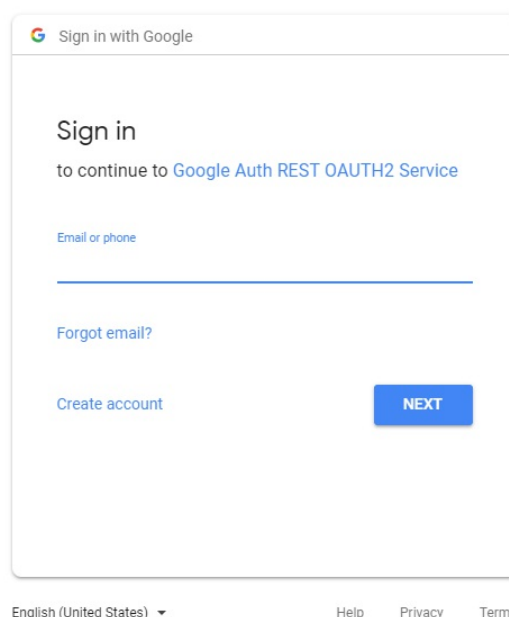 Sign in with Google
Sign in
to continue to Google Auth REST OAUTH2 Service
Email or phone
Forgot email?
Create account NEXT
English (United States) Help Privacy Term